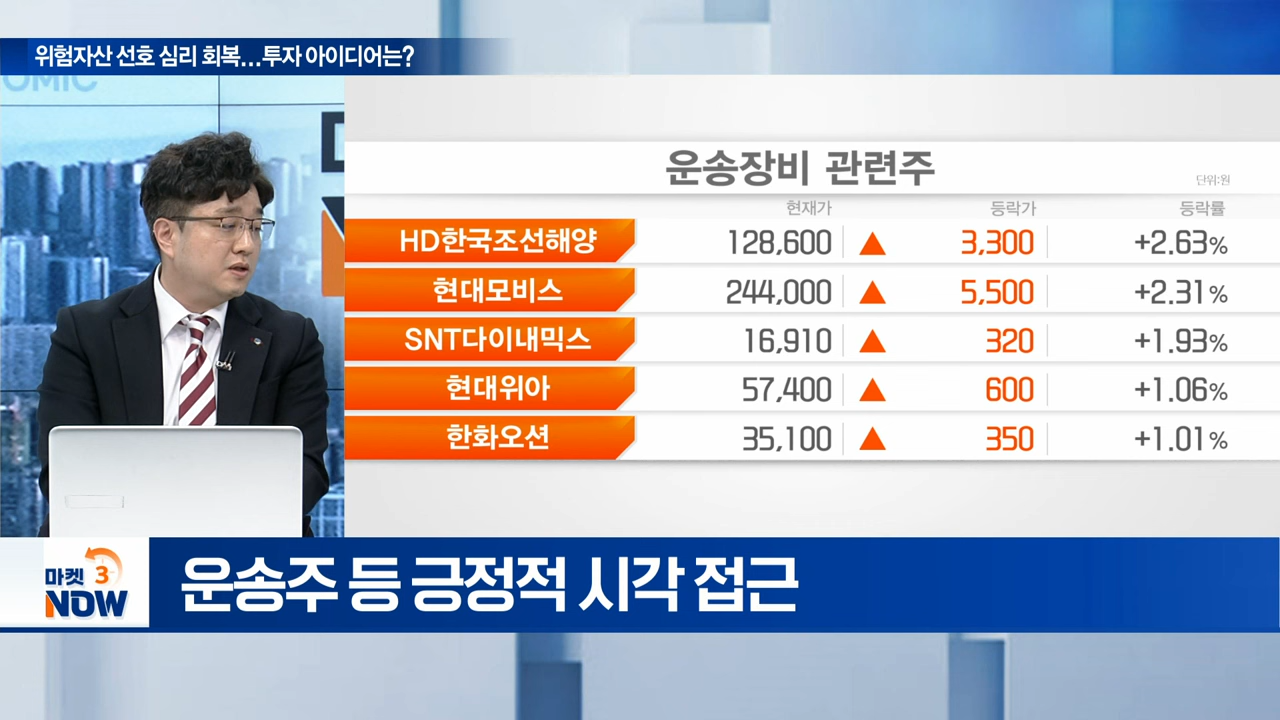 위험자산 선호 심리 회복...투자 아이디어는?
OMIC
운송장비 관련주
단위:원
현재가 등락가 등락률
HD한국조선해양 128,600 ▲ 3,300 +2.63%
현대모비스 244,000 ▲ 5,500 +2.31%
SNT다이내믹스 16,910 ▲ 320 +1.93%
현대위아 57,400 ▲ 600 +1.06%
한화오션 35,100 ▲ 350 +1.01%
마켓 3
NOW
운송주 등 긍정적 시각 접근